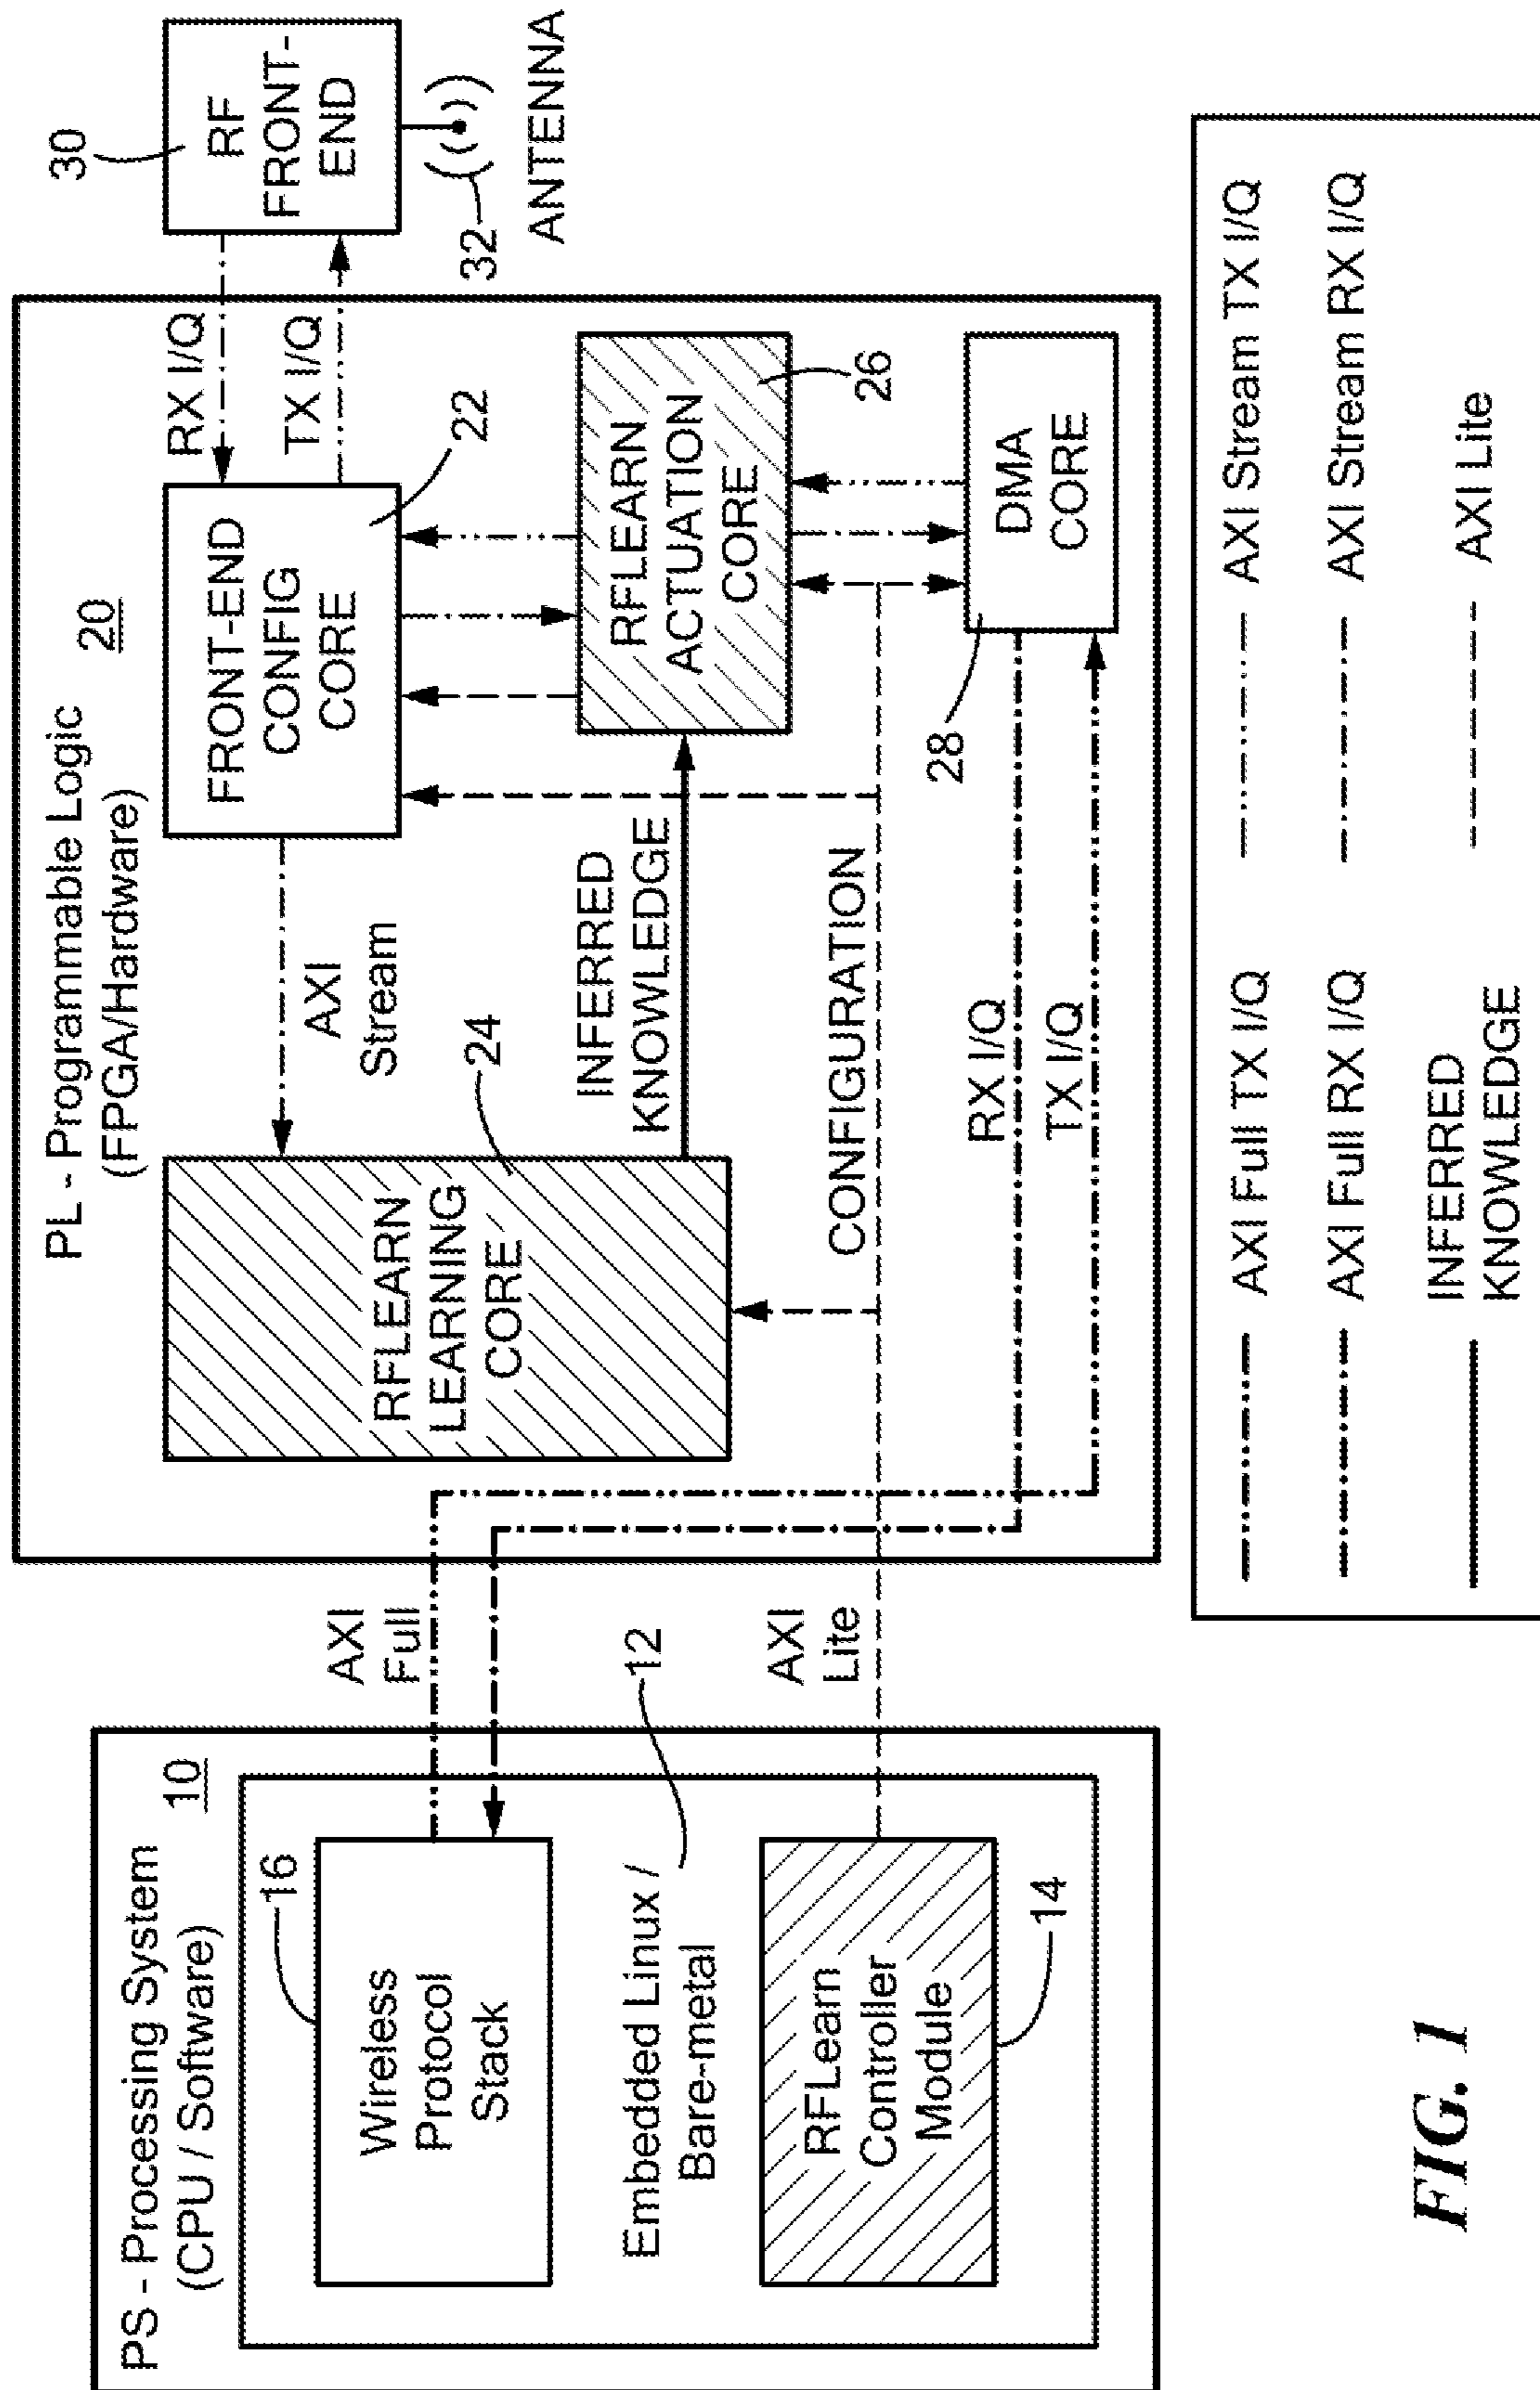 PS - Processing System
(CPU / Software)
10
16
Wireless
Protocol
Stack
Embedded Linux /
Bare-metal
12
RFLearn
Controller
Module
14
AXI
Full
AXI
Lite
PL - Programmable Logic
(FPGA/Hardware)
20
RFLEARN
LEARNING
CORE
24
AXI
Stream
INFERRED
KNOWLEDGE
CONFIGURATION
RX I/Q
TX I/Q
FRONT-END
CONFIG
CORE
22
RFLEARN
ACTUATION
CORE
26
28
DMA
CORE
RX I/Q
TX I/Q
30
RF
FRONT-
END
32
ANTENNA
AXI Full TX I/Q
AXI Stream TX I/Q
AXI Full RX I/Q
AXI Stream RX I/Q
INFERRED
KNOWLEDGE
AXI Lite
FIG. 1